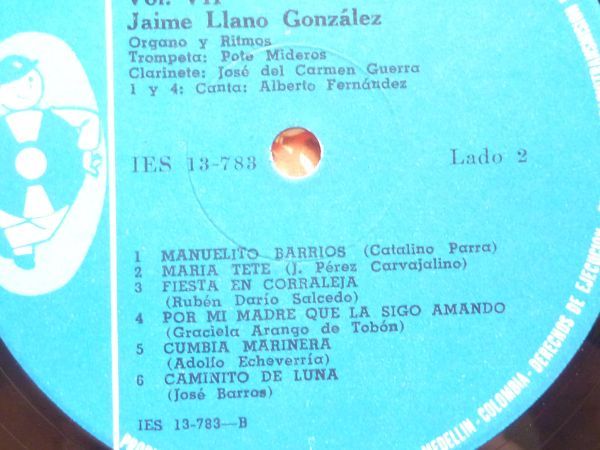 Vol. VII
Jaime Llano González
Organo y Ritmos
Trompeta: Pote Mideros
Clarinete: José del Carmen Guerra
1 y 4: Canta: Alberto Fernández
IES 13-783
Lado 2
1 MANUELITO BARRIOS (Catalino Parra)
2 MARIA TETE (J. Pérez Carvajalino)
3 FIESTA EN CORRALEJA
(Rubén Darío Salcedo)
4 POR MI MADRE QUE LA SIGO AMANDO
(Graciela Arango de Tobón)
5 CUMBIA MARINERA
(Adolfo Echeverría)
6 CAMINITO DE LUNA
(José Barros)
IES 13-783—B
MEDELLIN - COLOMBIA - DERECHOS DE EJECUCION